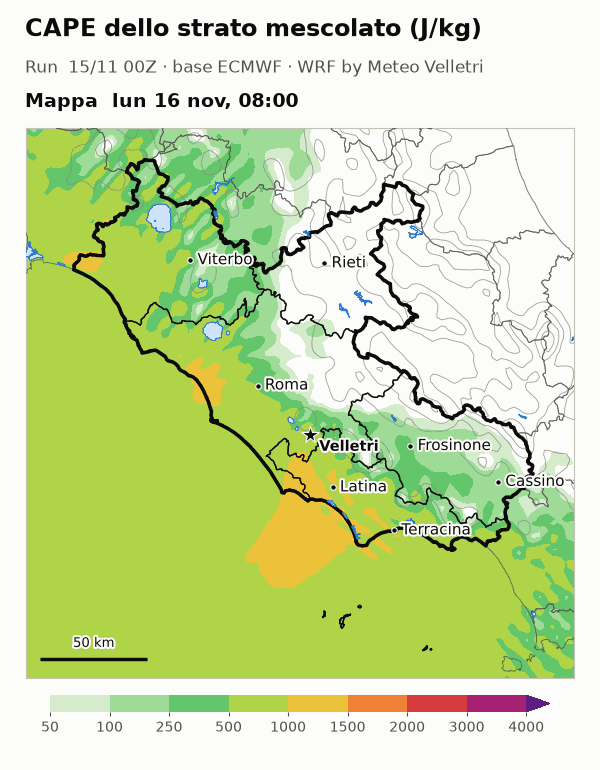 CAPE dello strato mescolato (J/kg)
Run  15/11 00Z · base ECMWF · WRF by Meteo Velletri
Mappa  lun 16 nov, 08:00
Viterbo
Rieti
Roma
Velletri
Frosinone
Latina
Cassino
Terracina
50 km
50 100 250 500 1000 1500 2000 3000 4000